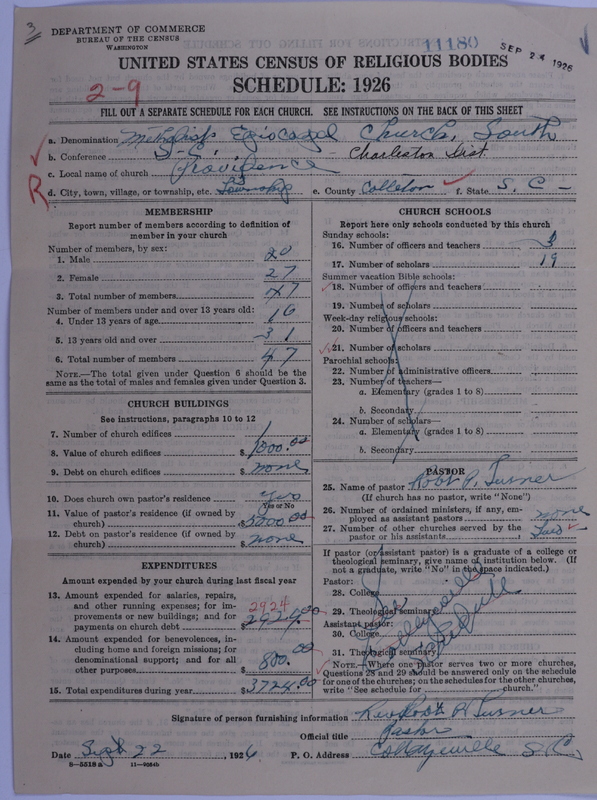 3
DEPARTMENT OF COMMERCE
BUREAU OF THE CENSUS
WASHINGTON
11180
SEP 24 1926
UNITED STATES CENSUS OF RELIGIOUS BODIES
SCHEDULE: 1926
2-9
FILL OUT A SEPARATE SCHEDULE FOR EACH CHURCH. SEE INSTRUCTIONS ON THE BACK OF THIS SHEET
a. Denomination Methodist Episcopal Church, South
b. Conference S-C., - Charleston Dist.
c. Local name of church Providence
R
d. City, town, village, or township, etc. Township e. County Colleton f. State S. C -
MEMBERSHIP
Report number of members according to definition of
member in your church
Number of members, by sex:
1. Male 20
2. Female 27
3. Total number of members 47
Number of members under and over 13 years old:
4. Under 13 years of age 16
5. 13 years old and over 31
6. Total number of members 47
NOTE.—The total given under Question 6 should be the
same as the total of males and females given under Question 3.
CHURCH BUILDINGS
See instructions, paragraphs 10 to 12
7. Number of church edifices 1
8. Value of church edifices $ 1000.00
9. Debt on church edifices $ none
10. Does church own pastor's residence yes
Yes or No
11. Value of pastor's residence (if owned by
church) $ 5000.00
12. Debt on pastor's residence (if owned by
church) $ none
EXPENDITURES
Amount expended by your church during last fiscal year
13. Amount expended for salaries, repairs,
and other running expenses; for im-
provements or new buildings; and for
payments on church debt $ 2924.00
2924
14. Amount expended for benevolences, in-
cluding home and foreign missions; for
denominational support; and for all
other purposes $ 800.00
15. Total expenditures during year $ 3724.00
CHURCH SCHOOLS
Report here only schools conducted by this church
Sunday schools:
16. Number of officers and teachers
17. Number of scholars 19
Summer vacation Bible schools:
18. Number of officers and teachers
19. Number of scholars
Week-day religious schools:
20. Number of officers and teachers
21. Number of scholars
Parochial schools:
22. Number of administrative officers
23. Number of teachers—
a. Elementary (grades 1 to 8)
b. Secondary
24. Number of scholars—
a. Elementary (grades 1 to 8)
b. Secondary
PASTOR
25. Name of pastor Robt P. Turner
(If church has no pastor, write "None")
26. Number of ordained ministers, if any, em-
ployed as assistant pastors none
27. Number of other churches served by the
pastor or his assistants Two
If pastor (or assistant pastor) is a graduate of a college or
theological seminary, give name of institution below. (If
not a graduate, write "No" in the space indicated.)
Pastor:
28. College
29. Theological seminary
Assistant pastor:
30. College
31. Theological seminary
NOTE.—Where one pastor serves two or more churches,
Questions 28 and 29 should be answered only on the schedule
for one of the churches; on the schedules for the other churches,
write "See schedule for church."
Signature of person furnishing information Rev Robt P. Turner
Official title Pastor
Date Sept 22, 1926. P. O. Address Cottageville S. C.
8-5518a 11-9084b